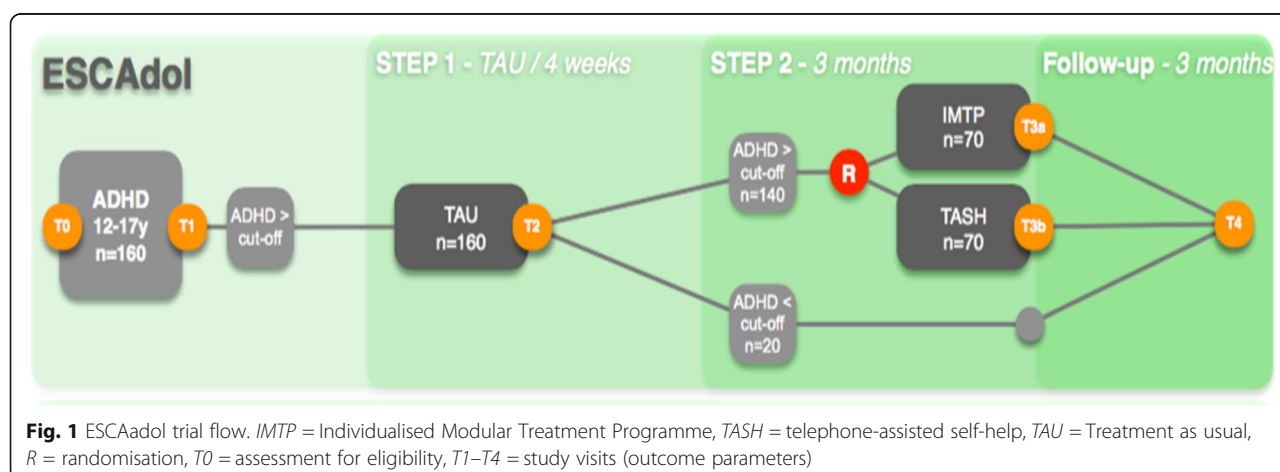 ESCAdol
STEP 1 - TAU / 4 weeks
STEP 2 - 3 months
Follow-up - 3 months
T0
ADHD
12-17y
n=160
T1
ADHD >
cut-off
TAU
n=160
T2
ADHD >
cut-off
n=140
R
IMTP
n=70
T3a
TASH
n=70
T3b
ADHD <
cut-off
n=20
T4
Fig. 1 ESCAadol trial flow. IMTP = Individualised Modular Treatment Programme, TASH = telephone-assisted self-help, TAU = Treatment as usual,
R = randomisation, T0 = assessment for eligibility, T1–T4 = study visits (outcome parameters)